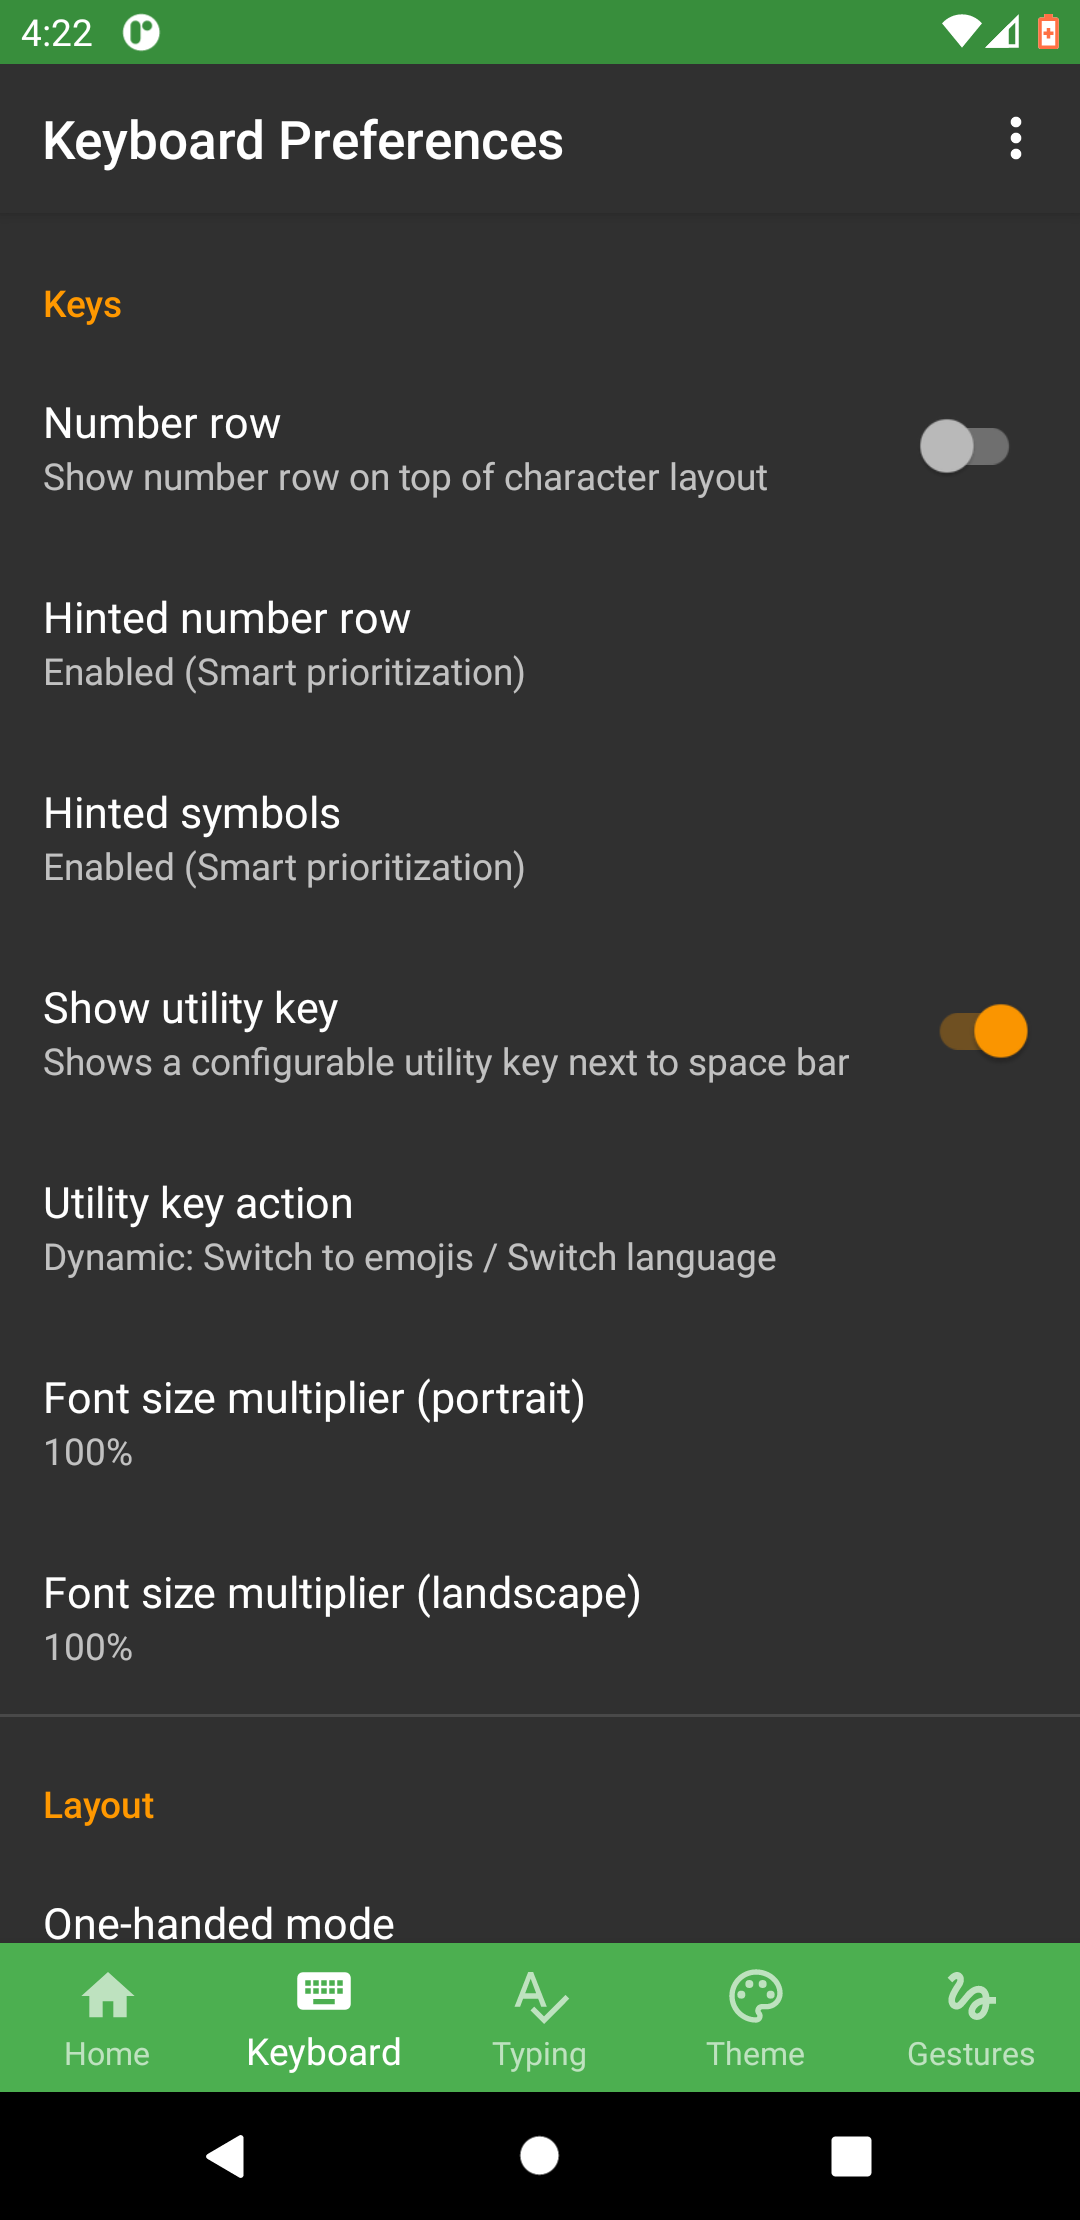 4:22
Keyboard Preferences
Keys
Number row
Show number row on top of character layout
Hinted number row
Enabled (Smart prioritization)
Hinted symbols
Enabled (Smart prioritization)
Show utility key
Shows a configurable utility key next to space bar
Utility key action
Dynamic: Switch to emojis / Switch language
Font size multiplier (portrait)
100%
Font size multiplier (landscape)
100%
Layout
One-handed mode
Home
Keyboard
Typing
Theme
Gestures